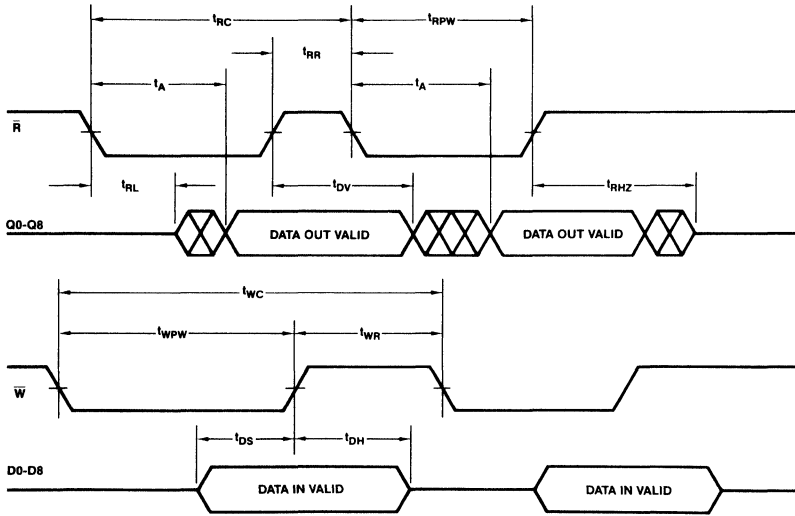 tRC
tRPW
tRR
tA
tA
R̅
tRL
tDV
tRHZ
Q0-Q8
DATA OUT VALID
DATA OUT VALID
tWC
tWPW
tWR
W̅
tDS
tDH
D0-D8
DATA IN VALID
DATA IN VALID